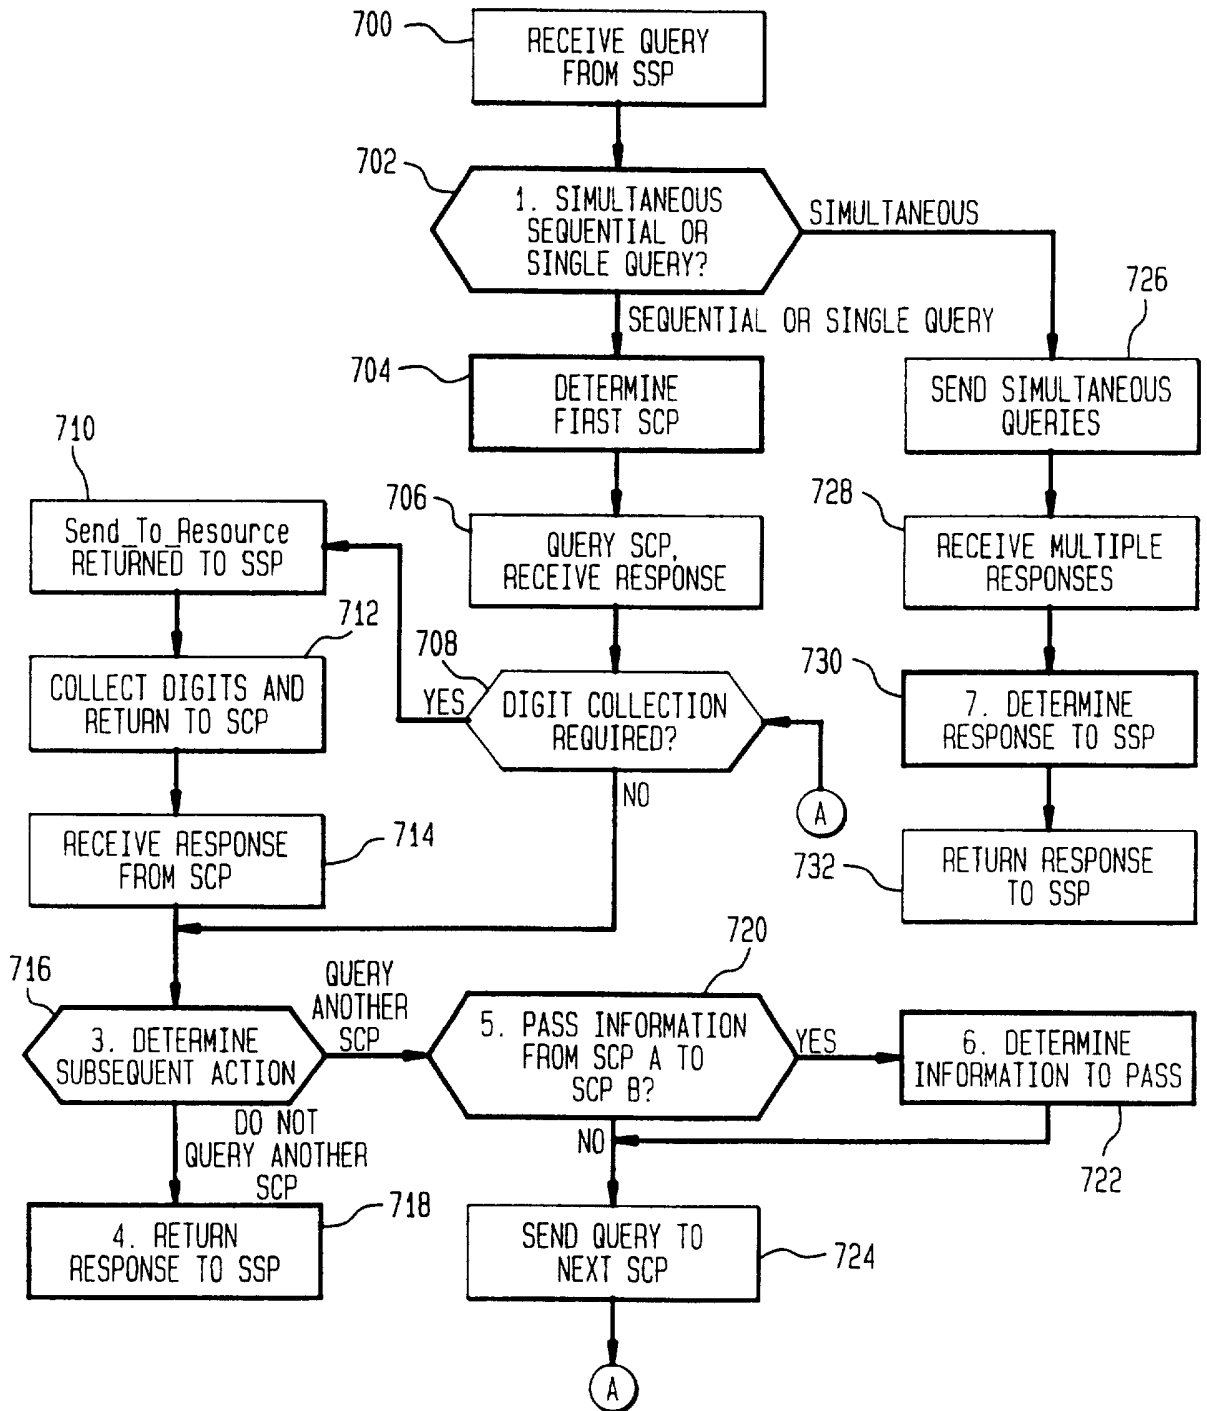 700
RECEIVE QUERY
FROM SSP
702
1. SIMULTANEOUS
SEQUENTIAL OR
SINGLE QUERY?
SIMULTANEOUS
SEQUENTIAL OR SINGLE QUERY
726
704
DETERMINE
FIRST SCP
SEND SIMULTANEOUS
QUERIES
710
Send_To_Resource
RETURNED TO SSP
706
QUERY SCP,
RECEIVE RESPONSE
728
RECEIVE MULTIPLE
RESPONSES
712
COLLECT DIGITS AND
RETURN TO SCP
708
YES
DIGIT COLLECTION
REQUIRED?
NO
A
730
7. DETERMINE
RESPONSE TO SSP
RECEIVE RESPONSE
FROM SCP
714
732
RETURN RESPONSE
TO SSP
716
3. DETERMINE
SUBSEQUENT ACTION
QUERY
ANOTHER
SCP
720
5. PASS INFORMATION
FROM SCP A TO
SCP B?
YES
6. DETERMINE
INFORMATION TO PASS
722
DO NOT
QUERY ANOTHER
SCP
NO
4. RETURN
RESPONSE TO SSP
718
SEND QUERY TO
NEXT SCP
724
A